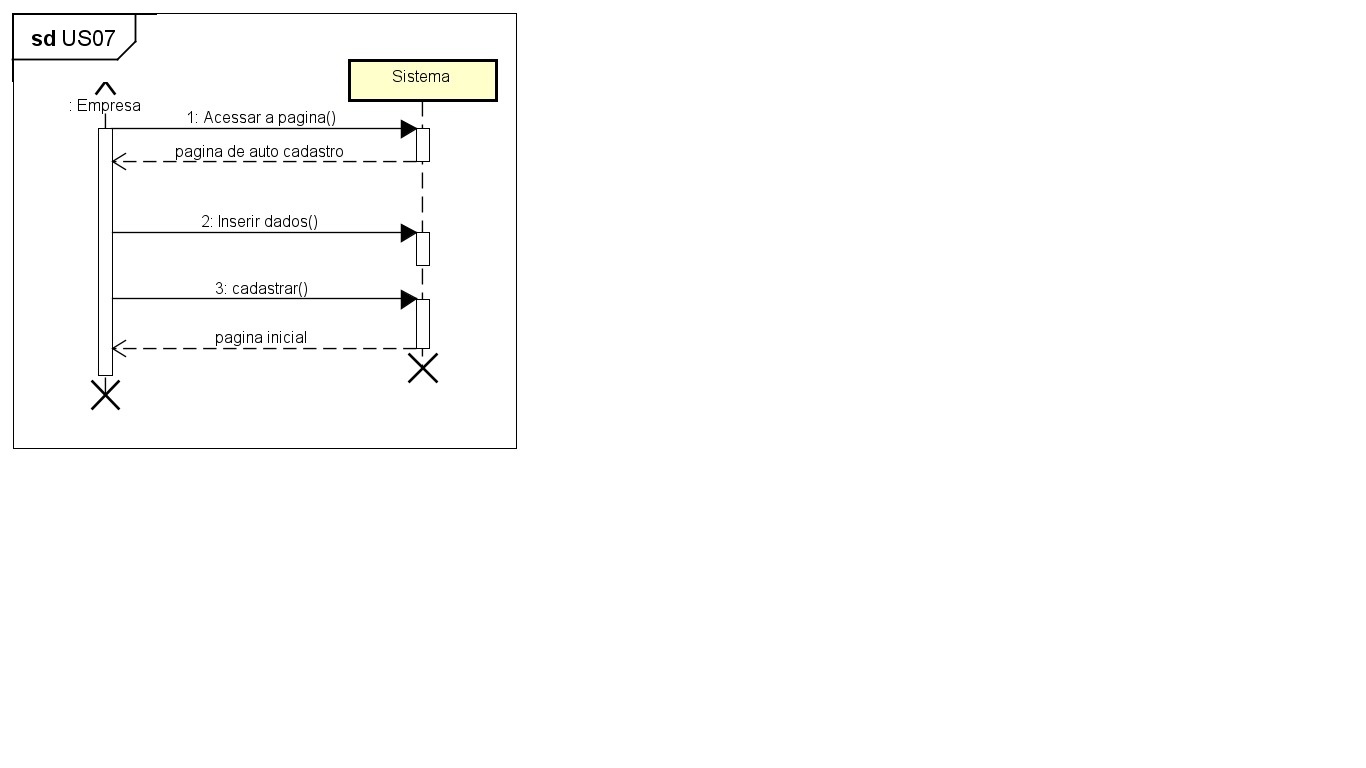 sd US07
Sistema
: Empresa
1: Acessar a pagina()
pagina de auto cadastro
2: Inserir dados()
3: cadastrar()
pagina inicial